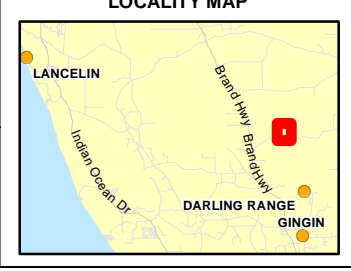 LOCALITY MAP
LANCELIN
Brand Hwy
Brand Hwy
Indian Ocean Dr
DARLING RANGE
GINGIN